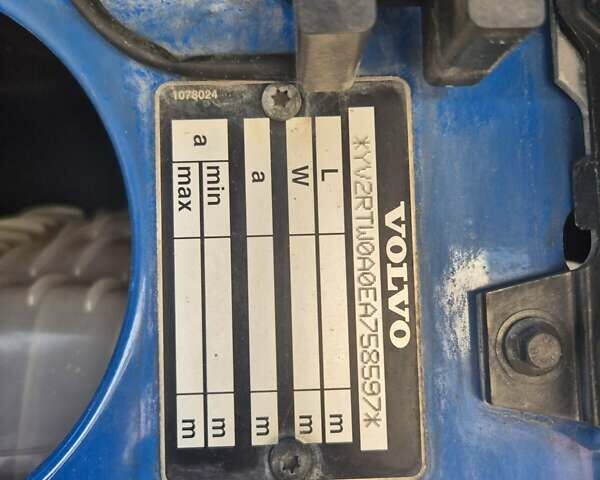 VOLVO
*YV2RTW0A0EA758597*
L m
W m
a m
a min m
max m
1078024